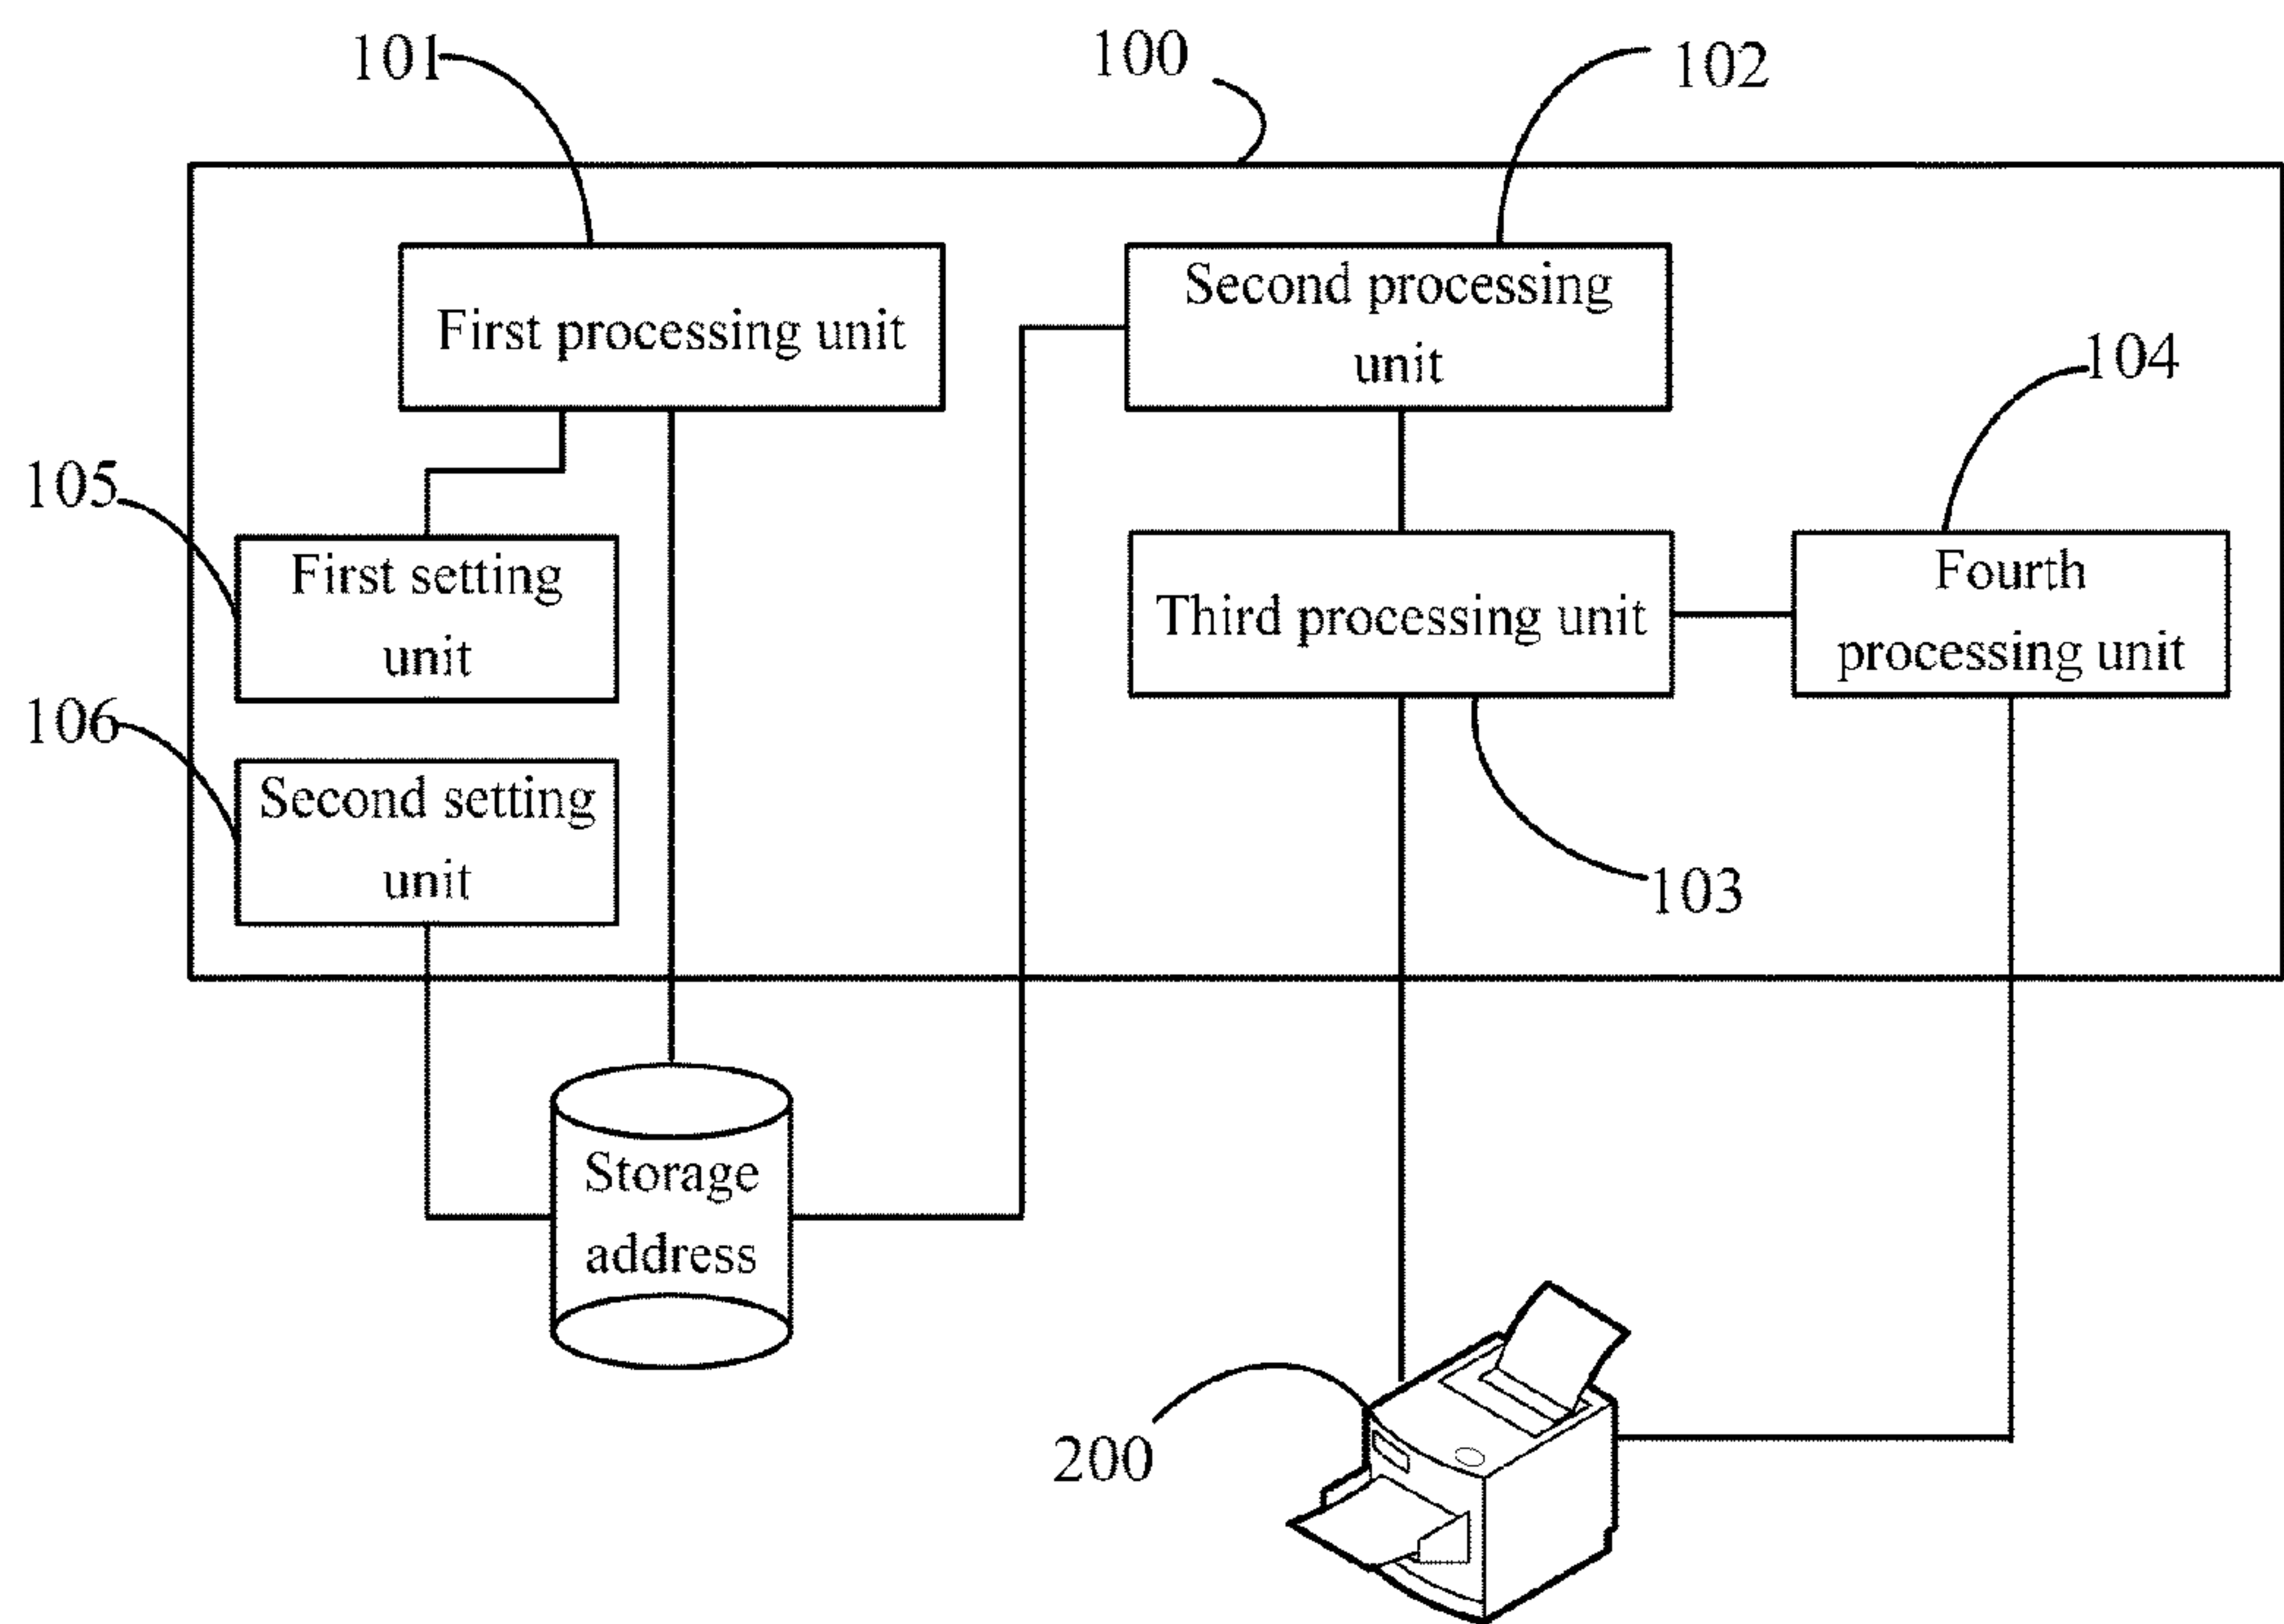 101
100
102
First processing unit
Second processing
unit
104
105
First setting
unit
Third processing unit
Fourth
processing unit
106
Second setting
unit
103
Storage
address
200